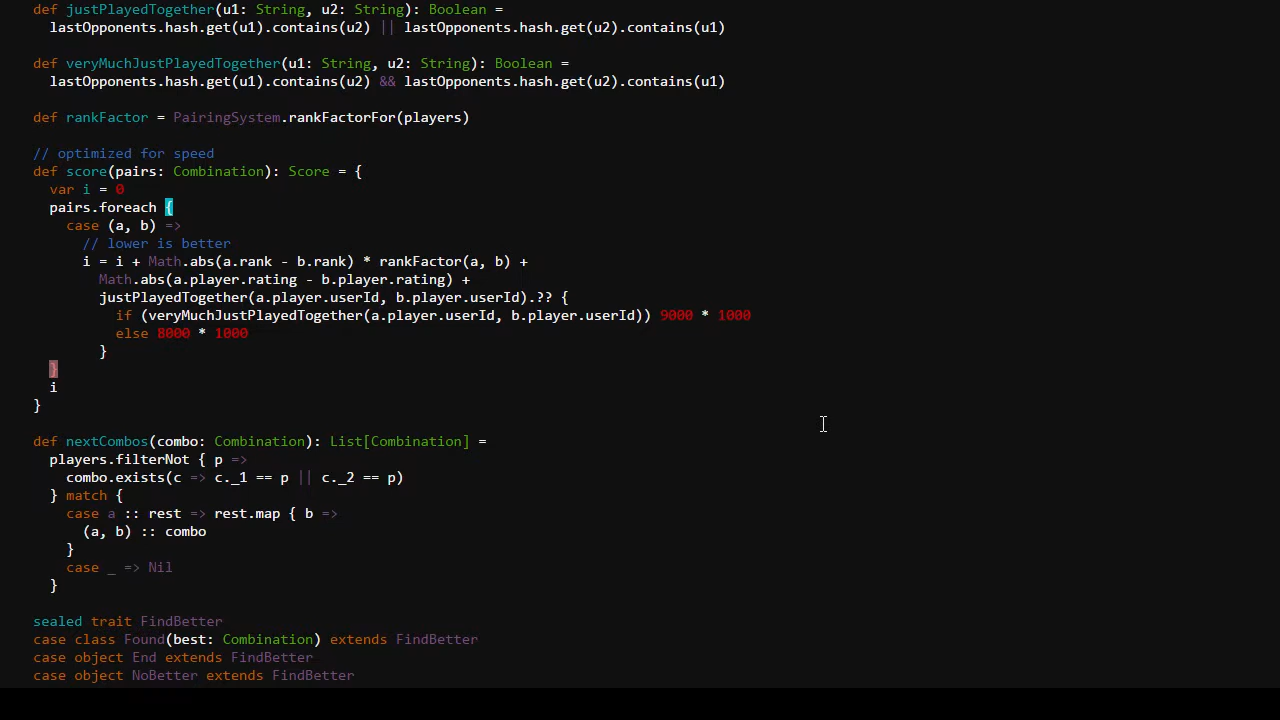 def justPlayedTogether(u1: String, u2: String): Boolean =
lastOpponents.hash.get(u1).contains(u2) || lastOpponents.hash.get(u2).contains(u1)
def veryMuchJustPlayedTogether(u1: String, u2: String): Boolean =
lastOpponents.hash.get(u1).contains(u2) && lastOpponents.hash.get(u2).contains(u1)
def rankFactor = PairingSystem.rankFactorFor(players)
// optimized for speed
def score(pairs: Combination): Score = {
var i = 0
pairs.foreach {
case (a, b) =>
// lower is better
i = i + Math.abs(a.rank - b.rank) * rankFactor(a, b) +
Math.abs(a.player.rating - b.player.rating) +
justPlayedTogether(a.player.userId, b.player.userId).?? {
if (veryMuchJustPlayedTogether(a.player.userId, b.player.userId)) 9000 * 1000
else 8000 * 1000
}
}
i
}
def nextCombos(combo: Combination): List[Combination] =
players.filterNot { p =>
combo.exists(c => c._1 == p || c._2 == p)
} match {
case a :: rest => rest.map { b =>
(a, b) :: combo
}
case _ => Nil
}
sealed trait FindBetter
case class Found(best: Combination) extends FindBetter
case object End extends FindBetter
case object NoBetter extends FindBetter